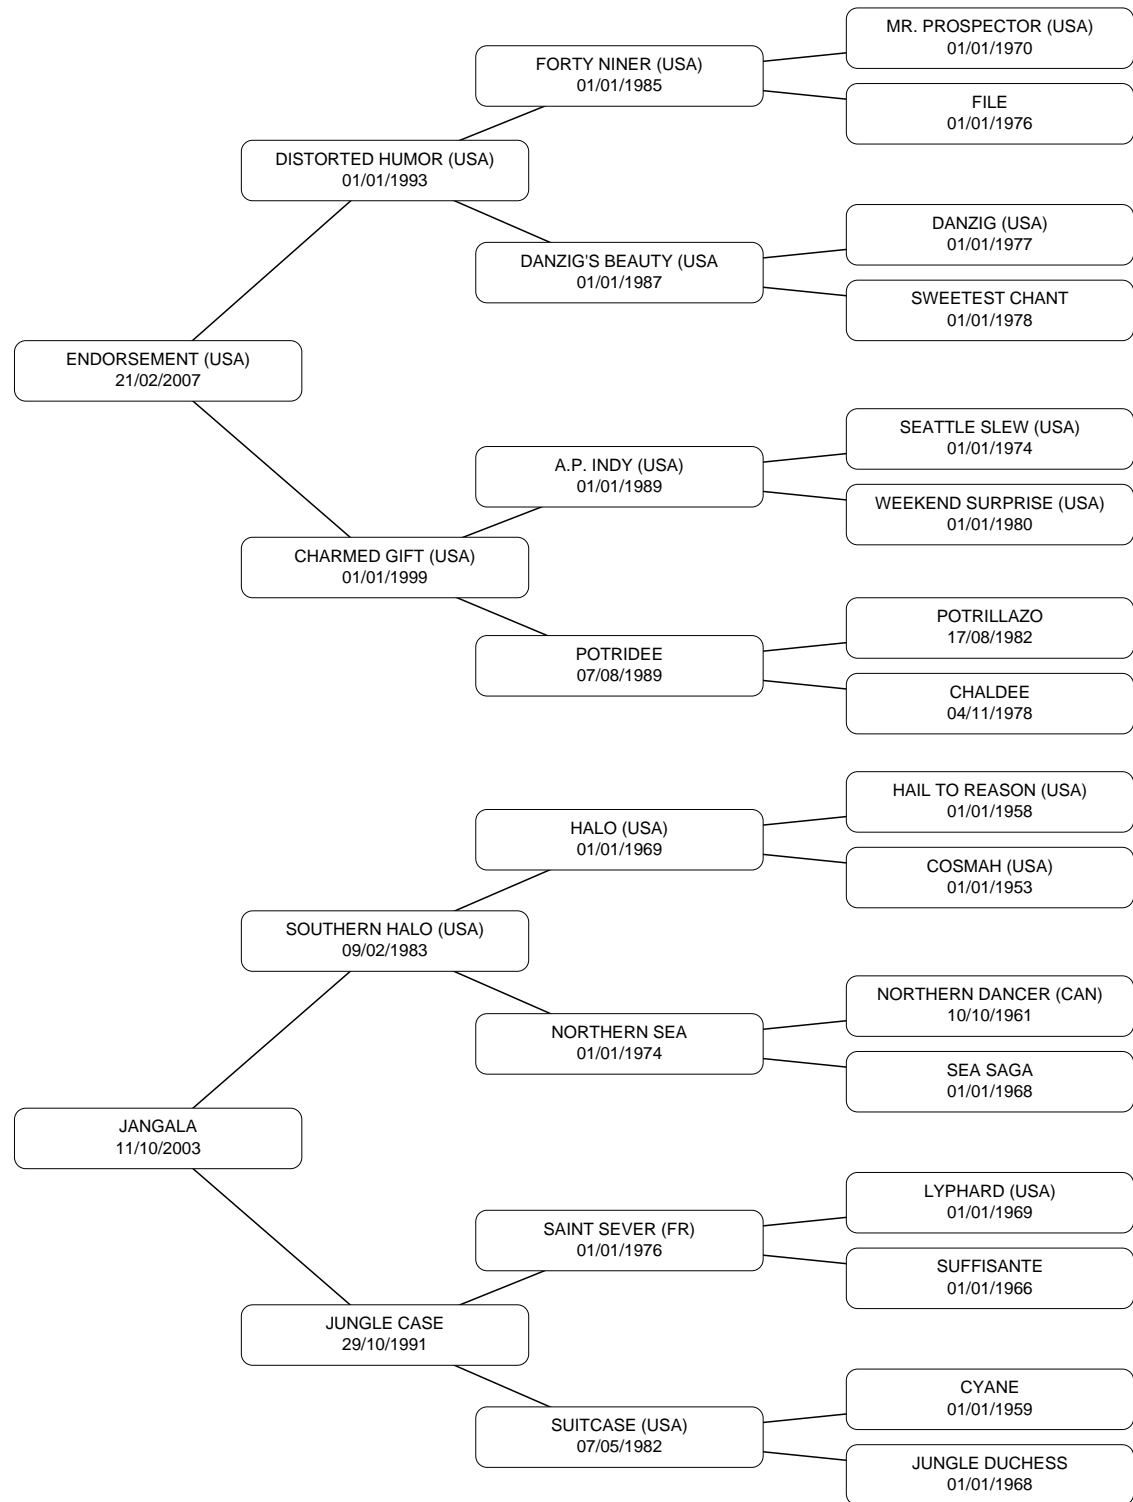 MR. PROSPECTOR (USA)
01/01/1970
FORTY NINER (USA)
01/01/1985
FILE
01/01/1976
DISTORTED HUMOR (USA)
01/01/1993
DANZIG (USA)
01/01/1977
DANZIG'S BEAUTY (USA
01/01/1987
SWEETEST CHANT
01/01/1978
ENDORSEMENT (USA)
21/02/2007
SEATTLE SLEW (USA)
01/01/1974
A.P. INDY (USA)
01/01/1989
WEEKEND SURPRISE (USA)
01/01/1980
CHARMED GIFT (USA)
01/01/1999
POTRILLAZO
17/08/1982
POTRIDEE
07/08/1989
CHALDEE
04/11/1978
HAIL TO REASON (USA)
01/01/1958
HALO (USA)
01/01/1969
COSMAH (USA)
01/01/1953
SOUTHERN HALO (USA)
09/02/1983
NORTHERN DANCER (CAN)
10/10/1961
NORTHERN SEA
01/01/1974
SEA SAGA
01/01/1968
JANGALA
11/10/2003
LYPHARD (USA)
01/01/1969
SAINT SEVER (FR)
01/01/1976
SUFFISANTE
01/01/1966
JUNGLE CASE
29/10/1991
CYANE
01/01/1959
SUITCASE (USA)
07/05/1982
JUNGLE DUCHESS
01/01/1968